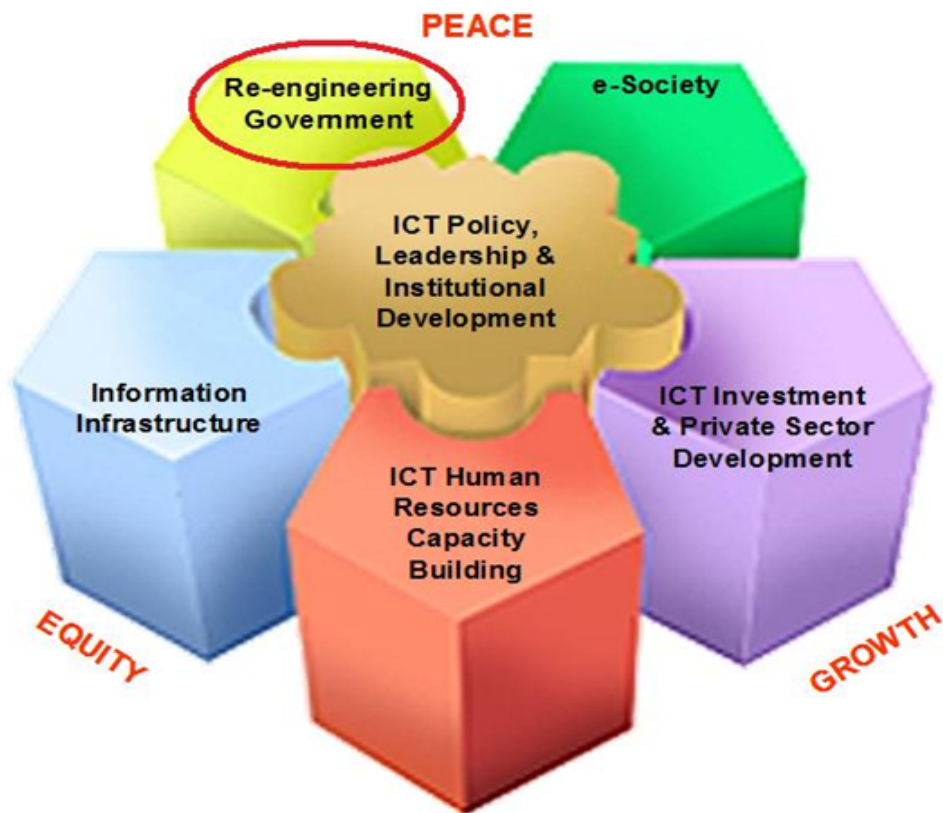 PEACE
Re-engineering
Government
e-Society
ICT Policy,
Leadership &
Institutional
Development
Information
Infrastructure
ICT Investment
& Private Sector
Development
ICT Human
Resources
Capacity
Building
EQUITY
GROWTH